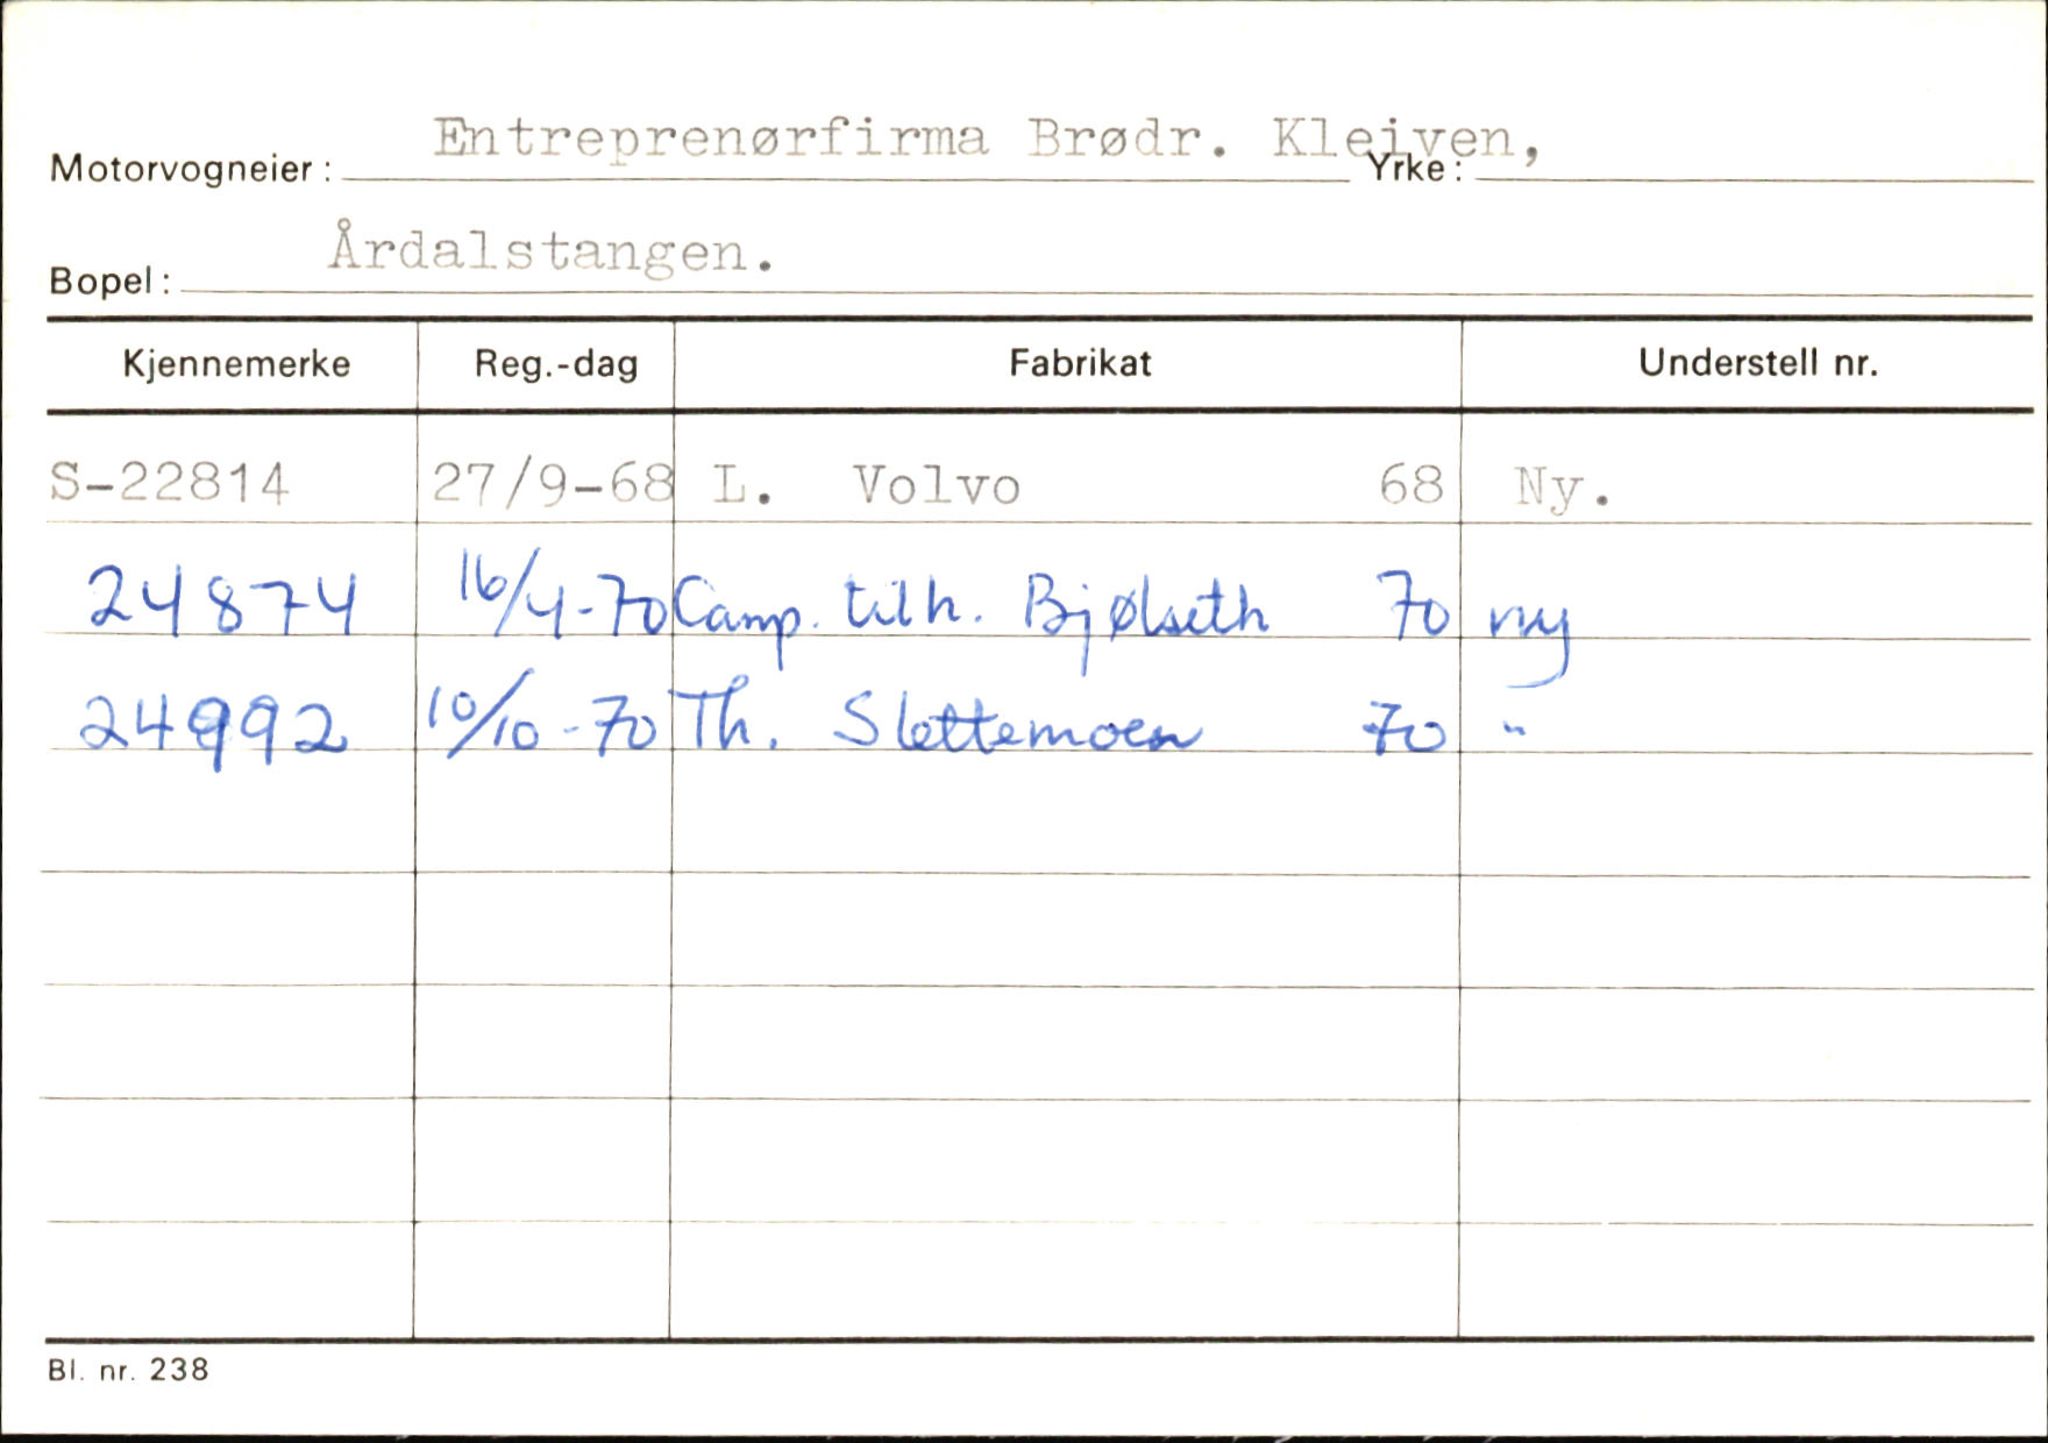 Motorvogneier: Entreprenørfirma Brødr. Kleiven, Yrke:
Bopel: Årdalstangen.
Kjennemerke Reg.-dag Fabrikat Understell nr.
S-22814 27/9-68 L. Volvo 68 Ny.
24874 16/4-70 Camp. tilh. Bjølseth 70 ny
24992 10/10-70 Th. Slettemoen 70 "
Bl. nr. 238